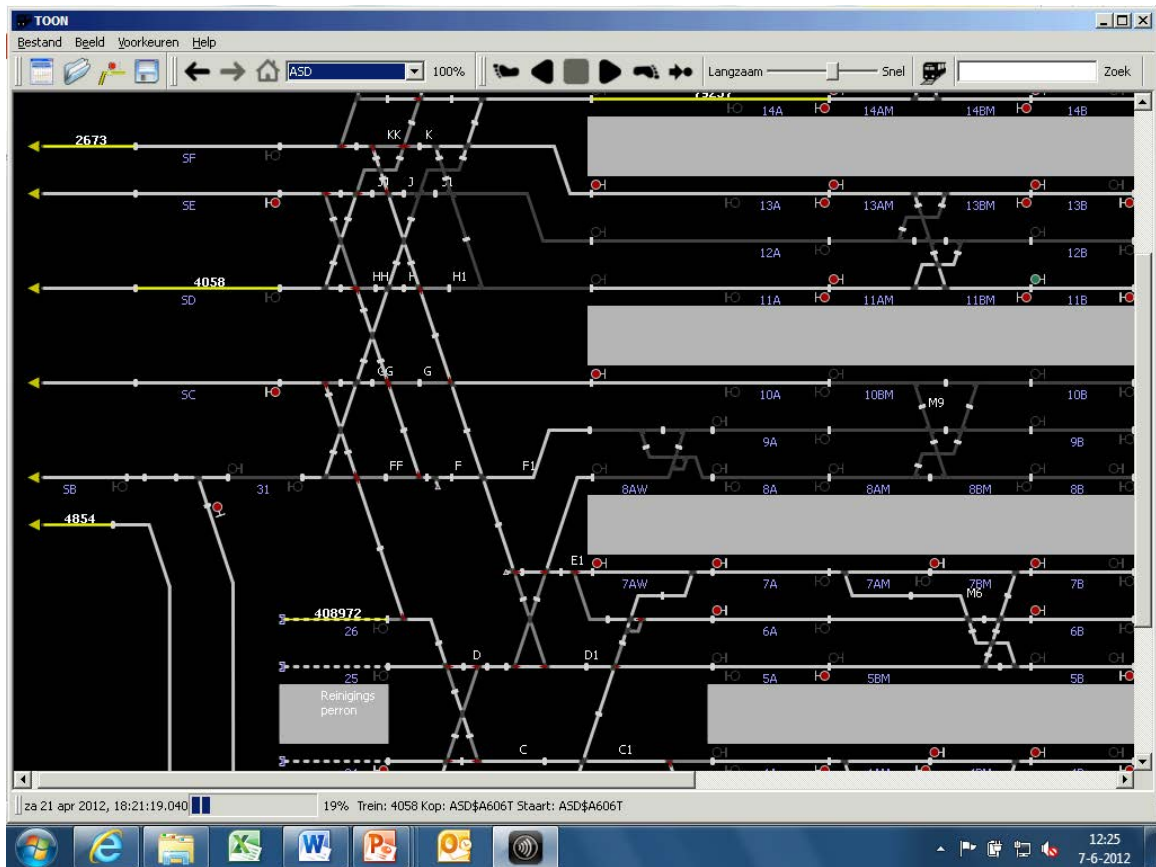 TOON
Bestand Beeld Voorkeuren Help
ASD 100% Langzaam Snel Zoek
79237
14A 14AM 14BM 14B
2673 KK K
SF
J J1
SE 13A 13AM 13BM 13B
12A 12B
4058 HH H H1
SD 11A 11AM 11BM 11B
GG G
SC 10A 10BM 10B
M9
9A 9B
FF F F1
SB 31 8AW 8A 8AM 8BM 8B
4854
E1
7AW 7A 7AM 7BM 7B
M6
408972
26 6A 6B
D D1
25 5A 5BM 5B
Reinigings
perron
C C1
za 21 apr 2012, 18:21:19.040 19% Trein: 4058 Kop: ASD$A606T Staart: ASD$A606T
12:25
7-6-2012